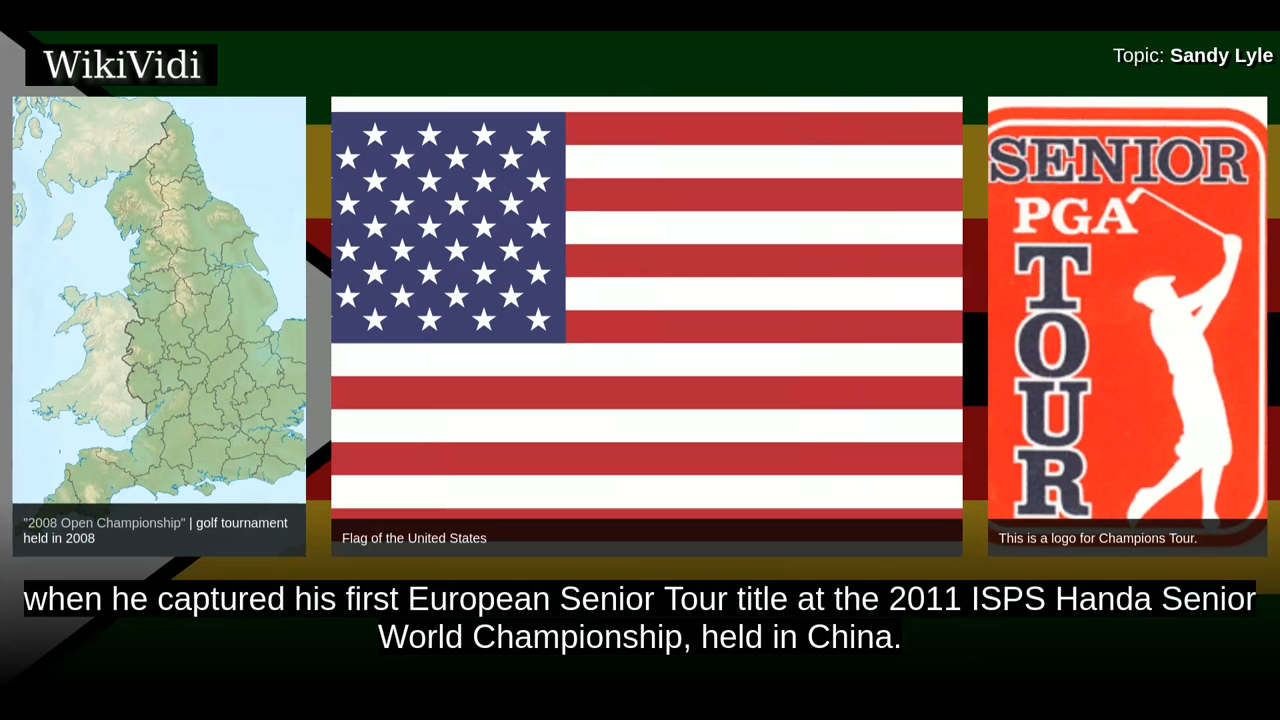 WikiVidi
Topic: Sandy Lyle
SENIOR
PGA
TOUR
"2008 Open Championship" | golf tournament
held in 2008
Flag of the United States
This is a logo for Champions Tour.
when he captured his first European Senior Tour title at the 2011 ISPS Handa Senior
World Championship, held in China.